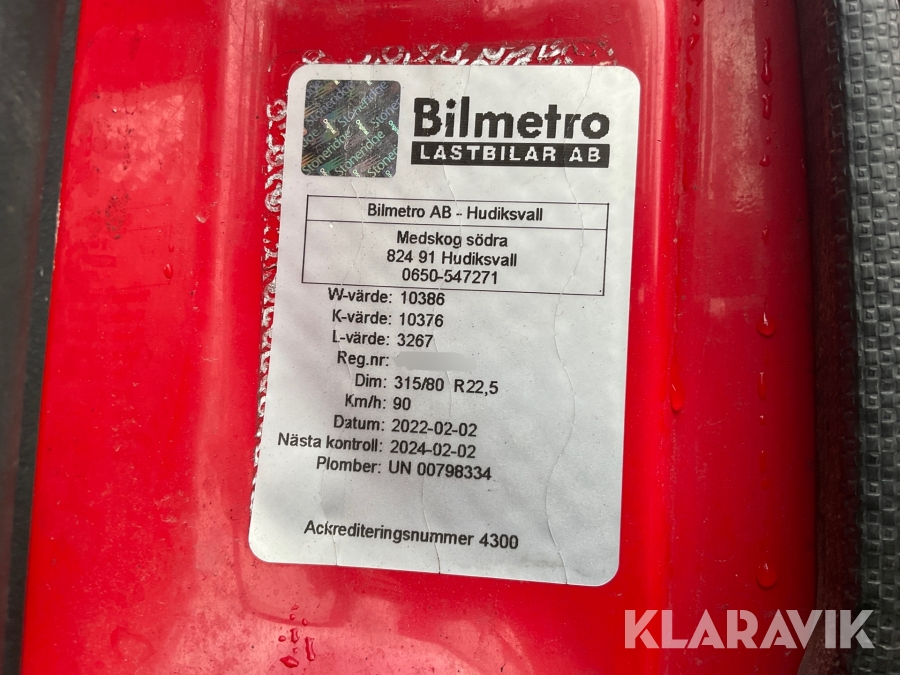 Stoneridge
Bilmetro
LASTBILAR AB
Bilmetro AB - Hudiksvall
Medskog södra
824 91 Hudiksvall
0650-547271
W-värde: 10386
K-värde: 10376
L-värde: 3267
Reg.nr:
Dim: 315/80 R22,5
Km/h: 90
Datum: 2022-02-02
Nästa kontroll: 2024-02-02
Plomber: UN 00798334
Ackrediteringsnummer 4300
KLARAVIK